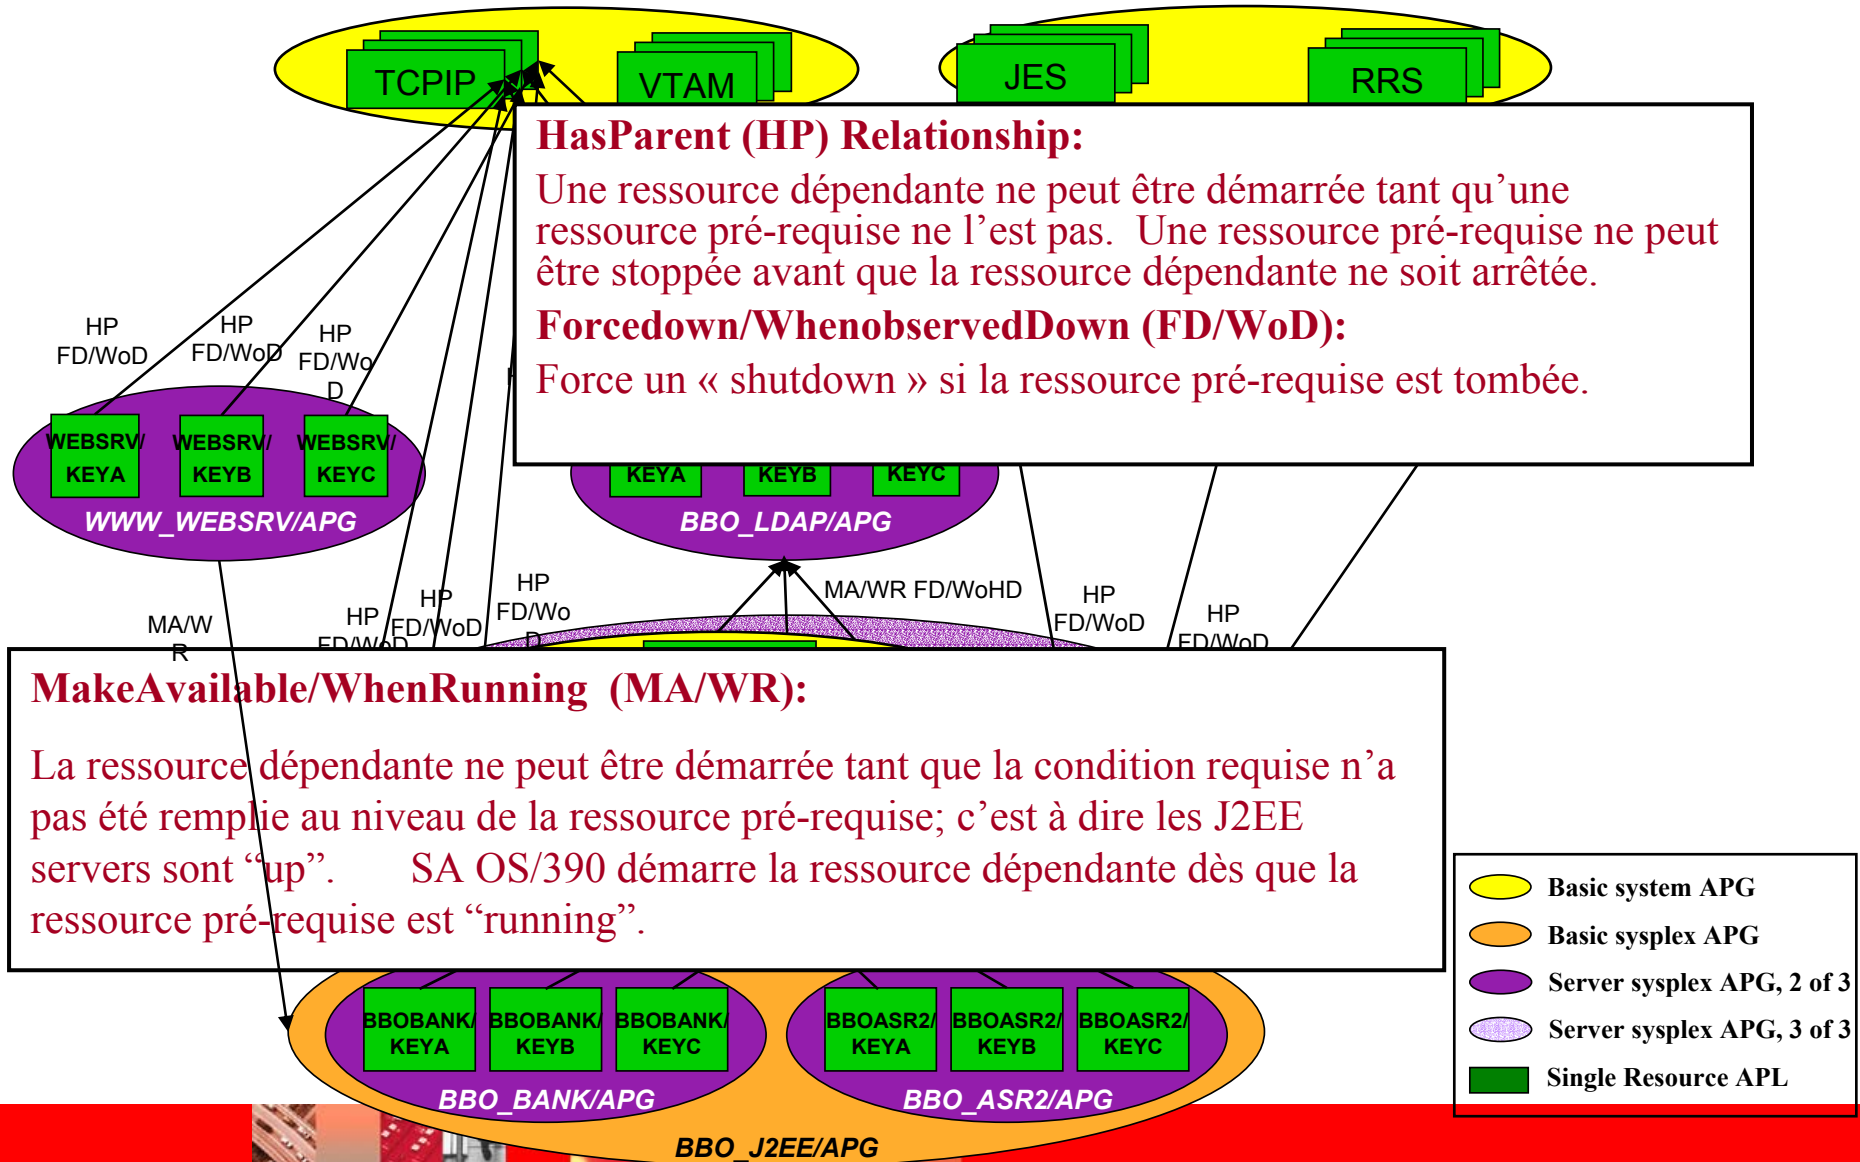 TCPIP
VTAM
JES
RRS
HasParent (HP) Relationship:
Une ressource dépendante ne peut être démarrée tant qu’une
ressource pré-requise ne l’est pas. Une ressource pré-requise ne peut
être stoppée avant que la ressource dépendante ne soit arrêtée.
Forcedown/WhenobservedDown (FD/WoD):
Force un « shutdown » si la ressource pré-requise est tombée.
HP
FD/WoD
HP
FD/WoD
HP
FD/Wo
D
WEBSRV/
KEYA
WEBSRV/
KEYB
WEBSRV/
KEYC
WWW_WEBSRV/APG
KEYA
KEYB
KEYC
BBO_LDAP/APG
MA/W
R
HP
FD/WoD
HP
FD/WoD
HP
FD/Wo
D
MA/WR FD/WoHD
HP
FD/WoD
HP
FD/WoD
MakeAvailable/WhenRunning (MA/WR):
La ressource dépendante ne peut être démarrée tant que la condition requise n’a
pas été remplie au niveau de la ressource pré-requise; c’est à dire les J2EE
servers sont “up”. SA OS/390 démarre la ressource dépendante dès que la
ressource pré-requise est “running”.
BBOBANK/
KEYA
BBOBANK/
KEYB
BBOBANK/
KEYC
BBO_BANK/APG
BBOASR2/
KEYA
BBOASR2/
KEYB
BBOASR2/
KEYC
BBO_ASR2/APG
BBO_J2EE/APG
Basic system APG
Basic sysplex APG
Server sysplex APG, 2 of 3
Server sysplex APG, 3 of 3
Single Resource APL